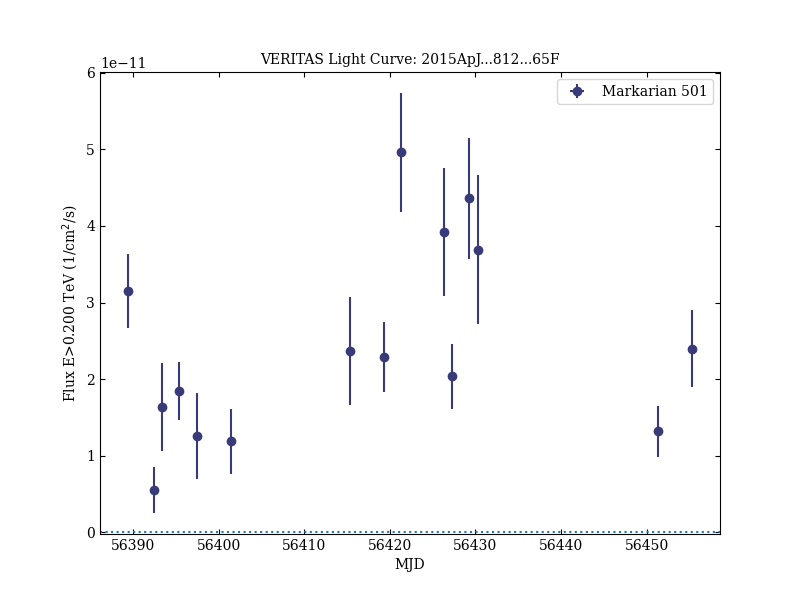 VERITAS Light Curve: 2015ApJ...812...65F
1e−11
Markarian 501
6
5
4
3
2
1
0
Flux E>0.200 TeV (1/cm²/s)
56390 56400 56410 56420 56430 56440 56450
MJD